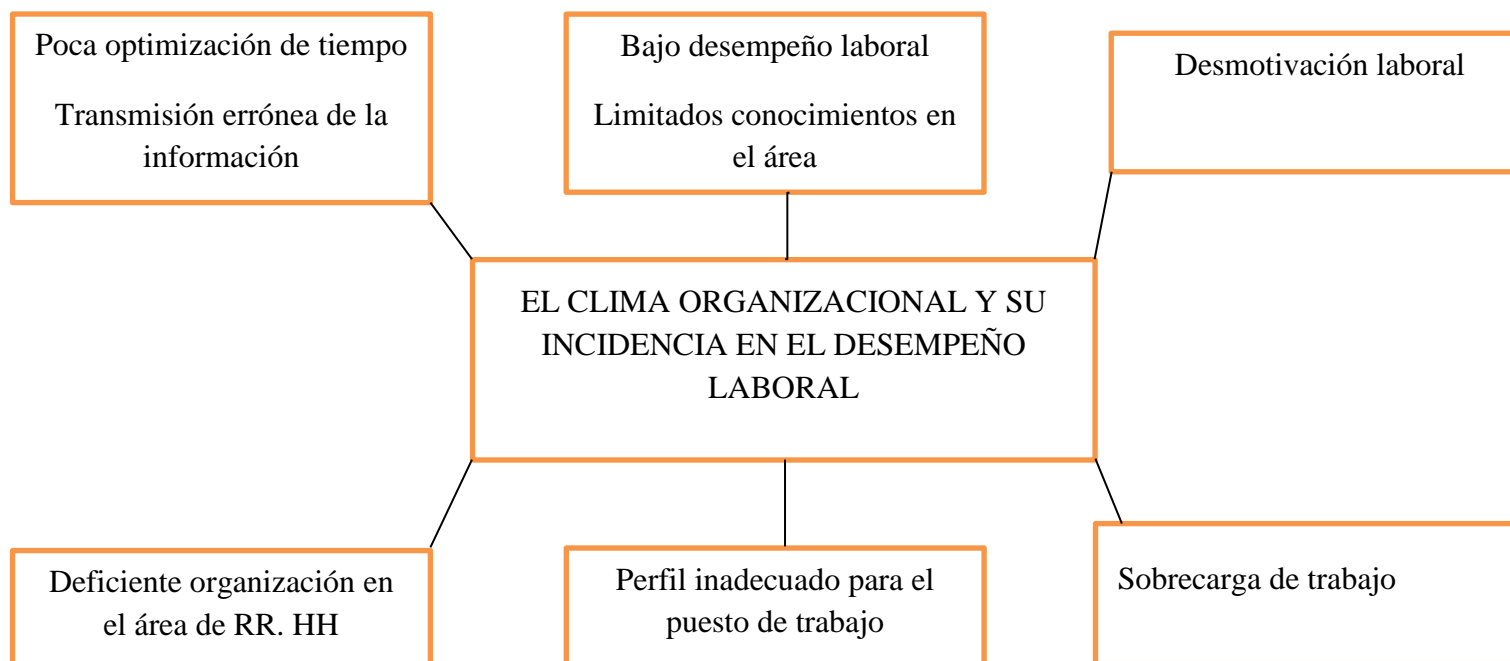 Poca optimización de tiempo
Transmisión errónea de la
información
Bajo desempeño laboral
Limitados conocimientos en
el área
Desmotivación laboral
EL CLIMA ORGANIZACIONAL Y SU
INCIDENCIA EN EL DESEMPEÑO
LABORAL
Deficiente organización en
el área de RR. HH
Perfil inadecuado para el
puesto de trabajo
Sobrecarga de trabajo